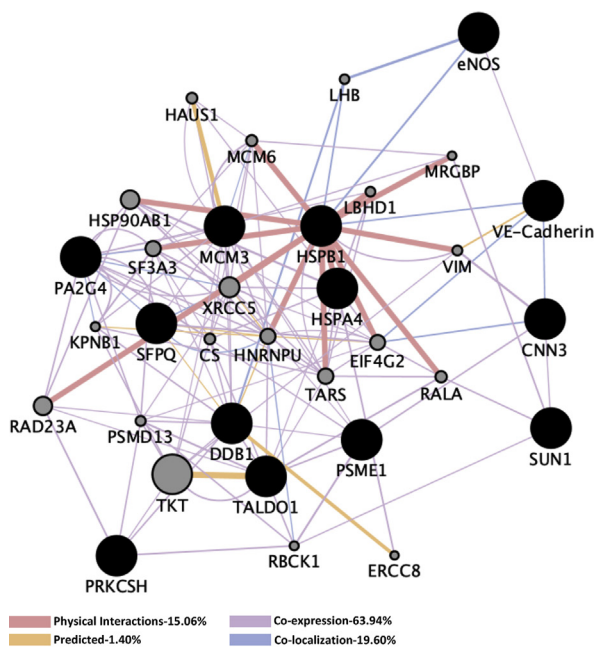 eNOS
LHB
HAUS1
MCM6
MRGBP
LBHD1
HSP90AB1
VE-Cadherin
MCM3
HSPB1
SF3A3
VIM
PA2G4
XRCC5
HSPA4
KPNB1
SFPQ
CS
HNRNPU
EIF4G2
CNN3
TARS
RALA
RAD23A
PSMD13
DDB1
PSME1
SUN1
TKT
TALDO1
RBCK1
ERCC8
PRKCSH
Physical Interactions-15.06%
Co-expression-63.94%
Predicted-1.40%
Co-localization-19.60%